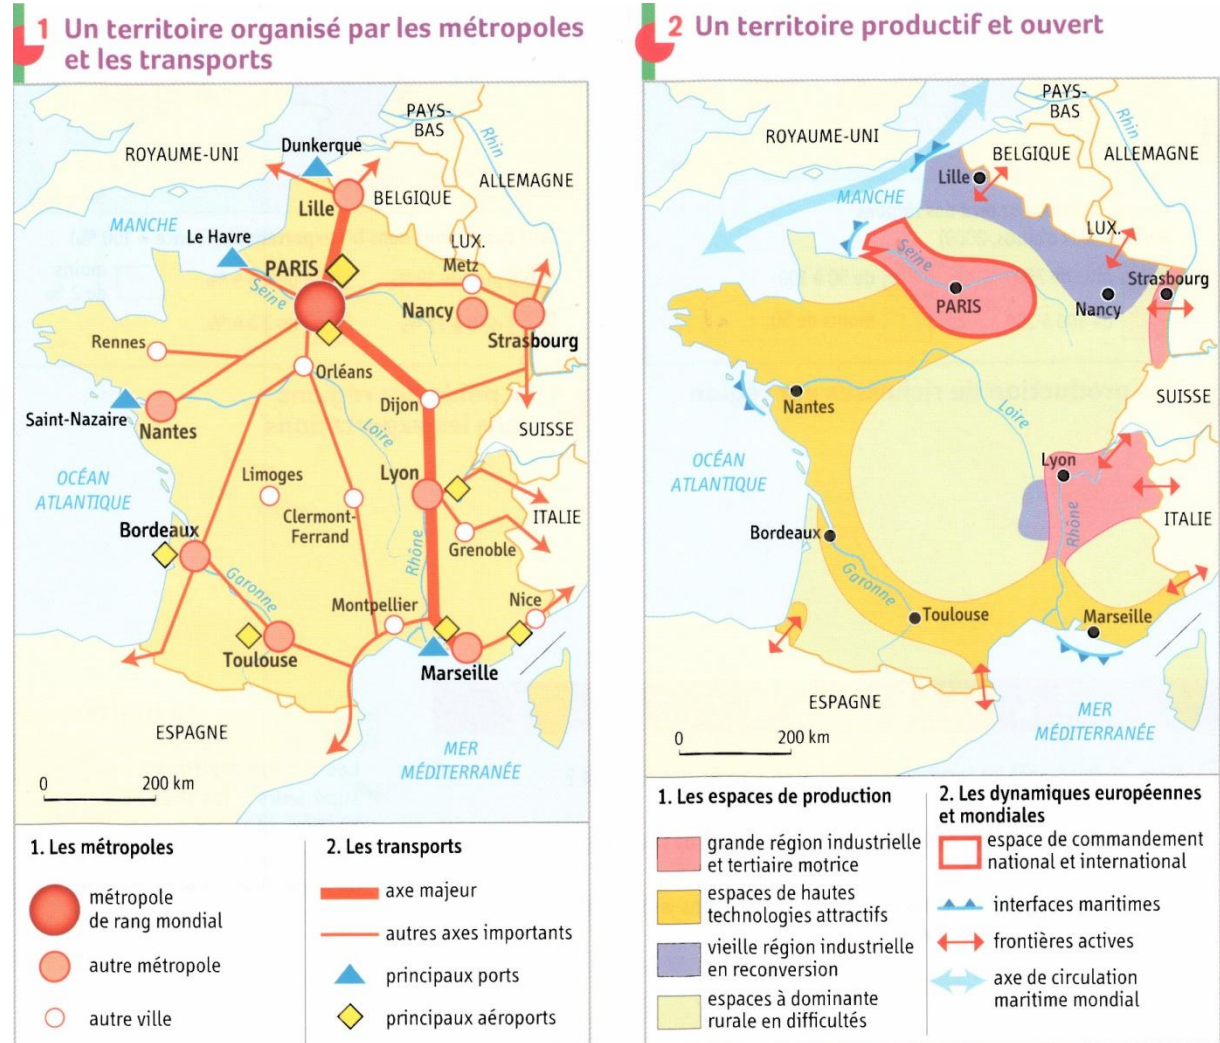 1 Un territoire organisé par les métropoles
et les transports
PAYS-
BAS
Rhin
Dunkerque
ROYAUME-UNI
ALLEMAGNE
BELGIQUE
Lille
MANCHE
Le Havre
LUX.
PARIS
Metz
Seine
Nancy
Strasbourg
Rennes
Orléans
Dijon
Saint-Nazaire
Nantes
Loire
SUISSE
OCÉAN
ATLANTIQUE
Limoges
Lyon
Clermont-
Ferrand
ITALIE
Bordeaux
Grenoble
Rhône
Garonne
Montpellier
Nice
Toulouse
Marseille
ESPAGNE
MER
MÉDITERRANÉE
0 200 km
1. Les métropoles
métropole
de rang mondial
autre métropole
autre ville
2. Les transports
axe majeur
autres axes importants
principaux ports
principaux aéroports
2 Un territoire productif et ouvert
PAYS-
BAS
Rhin
ROYAUME-UNI
BELGIQUE
ALLEMAGNE
Lille
MANCHE
LUX.
Seine
Strasbourg
PARIS
Nancy
Nantes
SUISSE
Loire
OCÉAN
ATLANTIQUE
Lyon
ITALIE
Bordeaux
Rhône
Garonne
Toulouse
Marseille
ESPAGNE
MER
MÉDITERRANÉE
0 200 km
1. Les espaces de production
grande région industrielle
et tertiaire motrice
espaces de hautes
technologies attractifs
vieille région industrielle
en reconversion
espaces à dominante
rurale en difficultés
2. Les dynamiques européennes
et mondiales
espace de commandement
national et international
interfaces maritimes
frontières actives
axe de circulation
maritime mondial